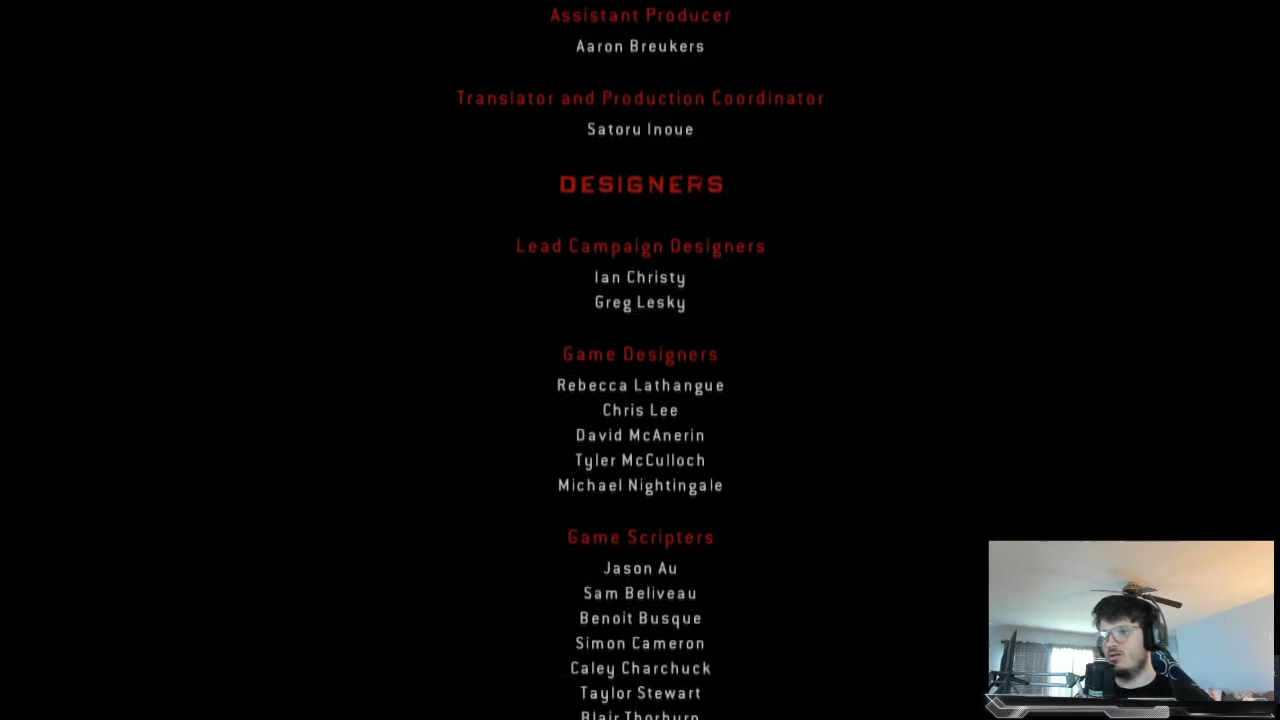 Assistant Producer
Aaron Breukers
Translator and Production Coordinator
Satoru Inoue
DESIGNERS
Lead Campaign Designers
Ian Christy
Greg Lesky
Game Designers
Rebecca Lathangue
Chris Lee
David McAnerin
Tyler McCulloch
Michael Nightingale
Game Scripters
Jason Au
Sam Beliveau
Benoit Busque
Simon Cameron
Caley Charchuck
Taylor Stewart
Blair Thorburn